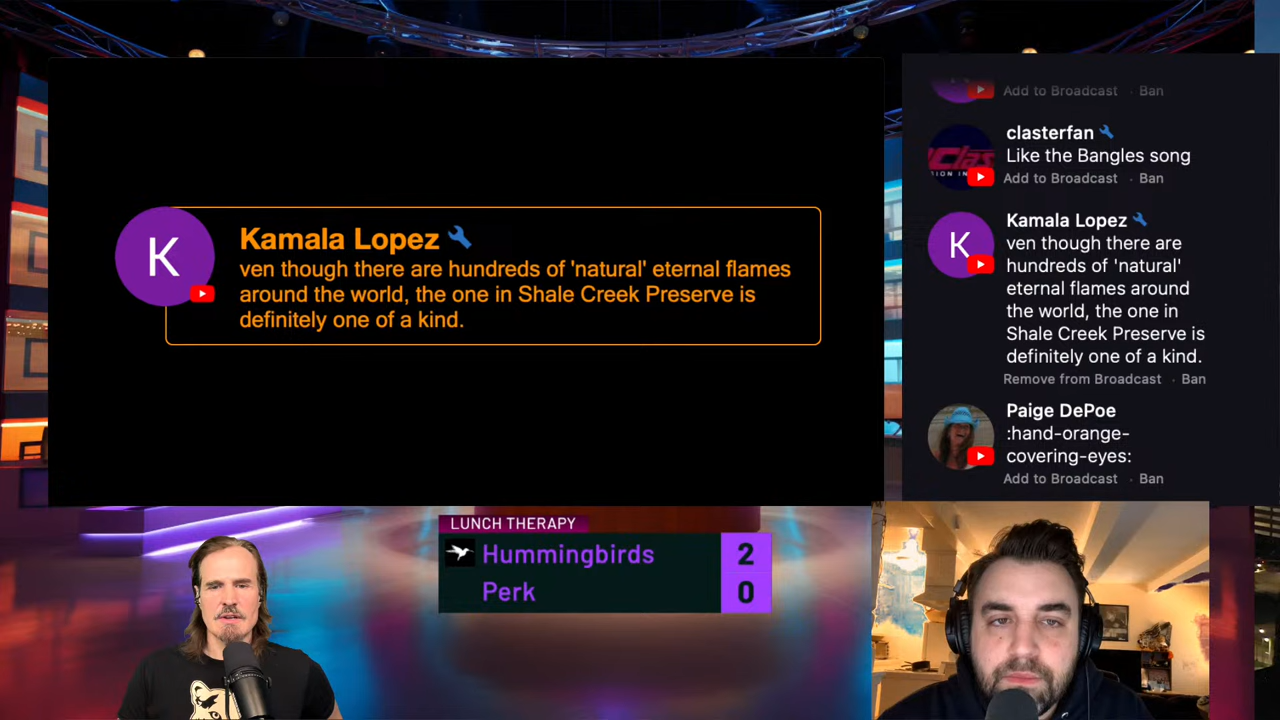 Kamala Lopez
ven though there are hundreds of 'natural' eternal flames
around the world, the one in Shale Creek Preserve is
definitely one of a kind.
K
Add to Broadcast · Ban
clasterfan
Like the Bangles song
Add to Broadcast · Ban
K
Kamala Lopez
ven though there are
hundreds of 'natural'
eternal flames around
the world, the one in
Shale Creek Preserve is
definitely one of a kind.
Remove from Broadcast · Ban
Paige DePoe
:hand-orange-
covering-eyes:
Add to Broadcast · Ban
LUNCH THERAPY
Hummingbirds 2
Perk 0